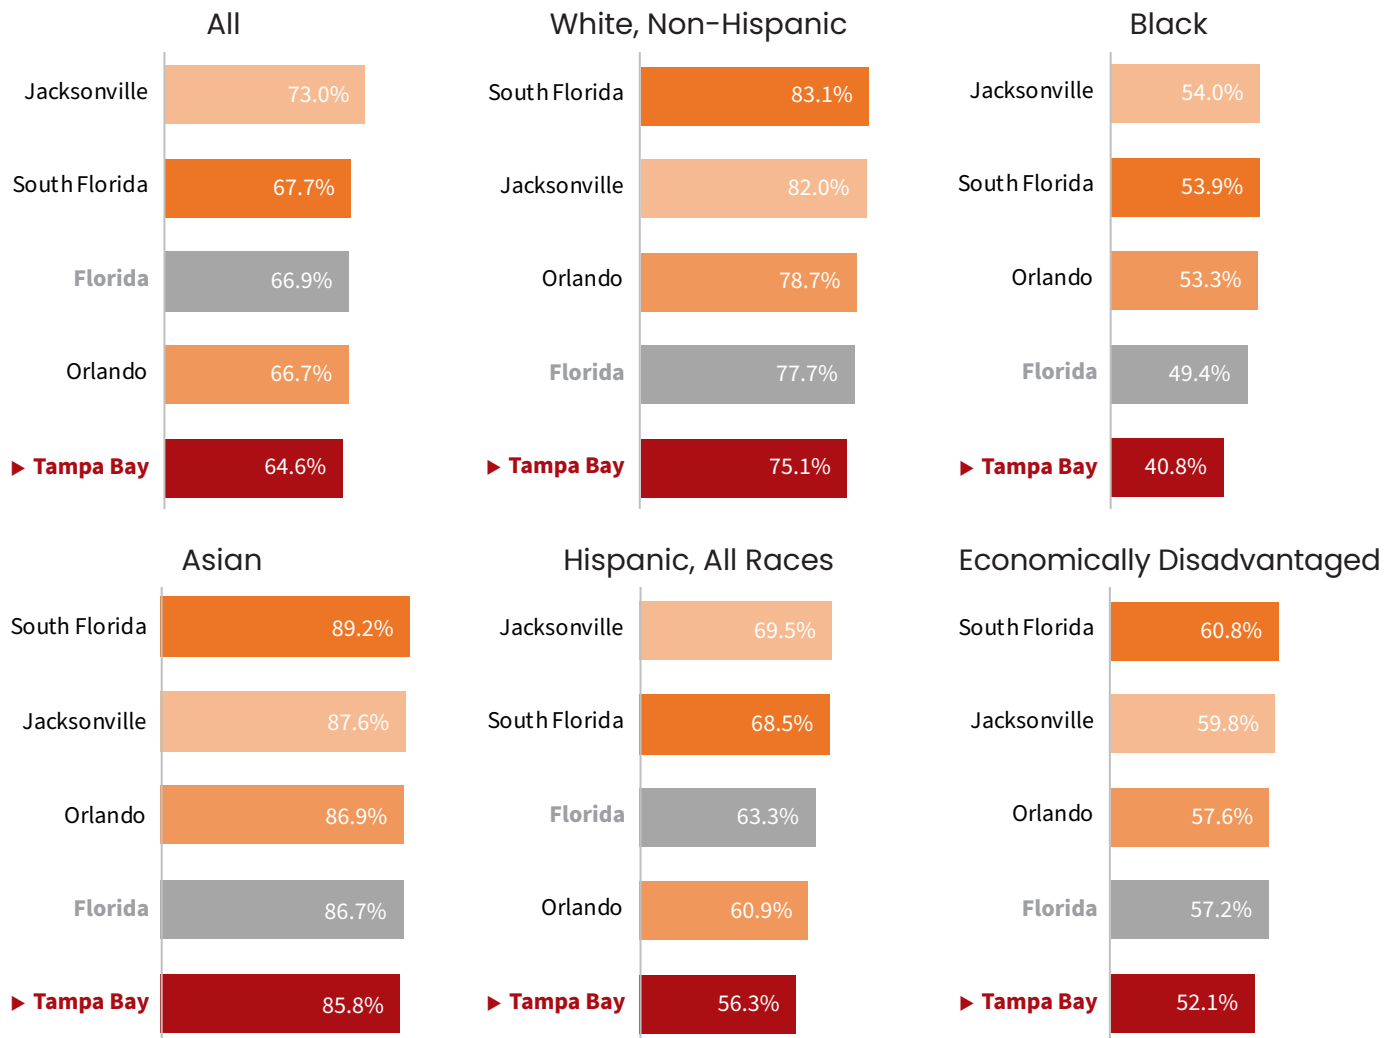 All
Jacksonville 73.0%
South Florida 67.7%
Florida 66.9%
Orlando 66.7%
▶ Tampa Bay 64.6%
White, Non-Hispanic
South Florida 83.1%
Jacksonville 82.0%
Orlando 78.7%
Florida 77.7%
▶ Tampa Bay 75.1%
Black
Jacksonville 54.0%
South Florida 53.9%
Orlando 53.3%
Florida 49.4%
▶ Tampa Bay 40.8%
Asian
South Florida 89.2%
Jacksonville 87.6%
Orlando 86.9%
Florida 86.7%
▶ Tampa Bay 85.8%
Hispanic, All Races
Jacksonville 69.5%
South Florida 68.5%
Florida 63.3%
Orlando 60.9%
▶ Tampa Bay 56.3%
Economically Disadvantaged
South Florida 60.8%
Jacksonville 59.8%
Orlando 57.6%
Florida 57.2%
▶ Tampa Bay 52.1%